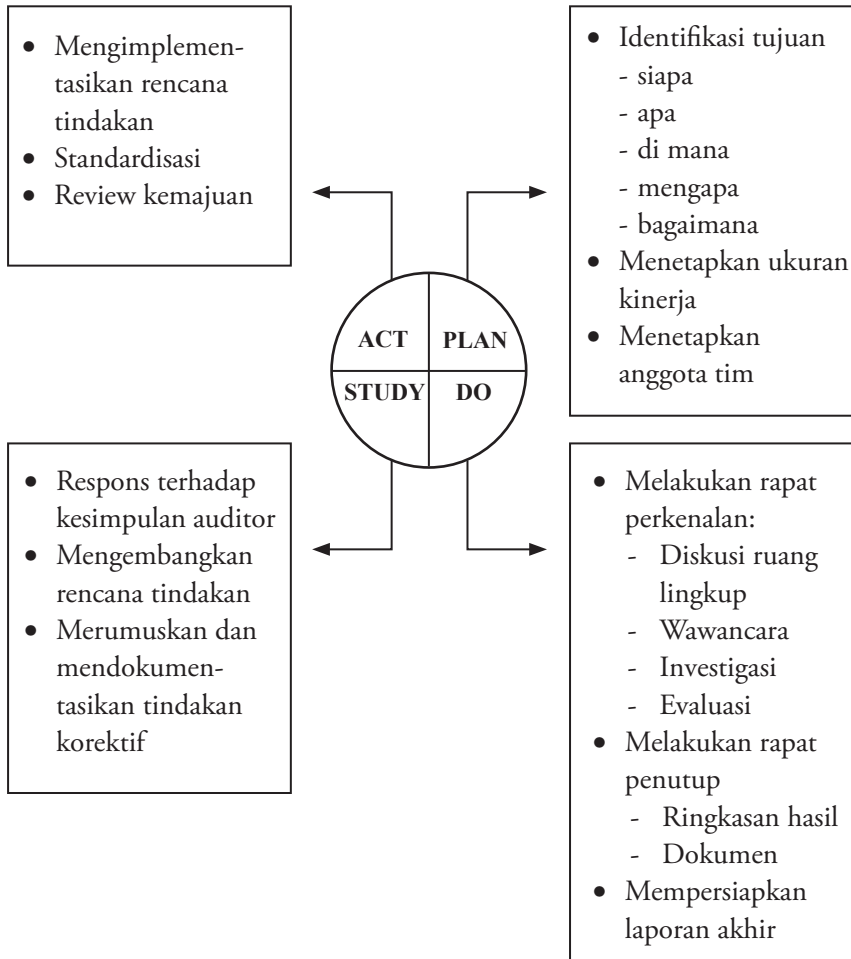 • Mengimplemen-
tasikan rencana
tindakan
• Standardisasi
• Review kemajuan
• Identifikasi tujuan
- siapa
- apa
- di mana
- mengapa
- bagaimana
• Menetapkan ukuran
kinerja
• Menetapkan
anggota tim
ACT
PLAN
STUDY
DO
• Respons terhadap
kesimpulan auditor
• Mengembangkan
rencana tindakan
• Merumuskan dan
mendokumen-
tasikan tindakan
korektif
• Melakukan rapat
perkenalan:
- Diskusi ruang
lingkup
- Wawancara
- Investigasi
- Evaluasi
• Melakukan rapat
penutup
- Ringkasan hasil
- Dokumen
• Mempersiapkan
laporan akhir